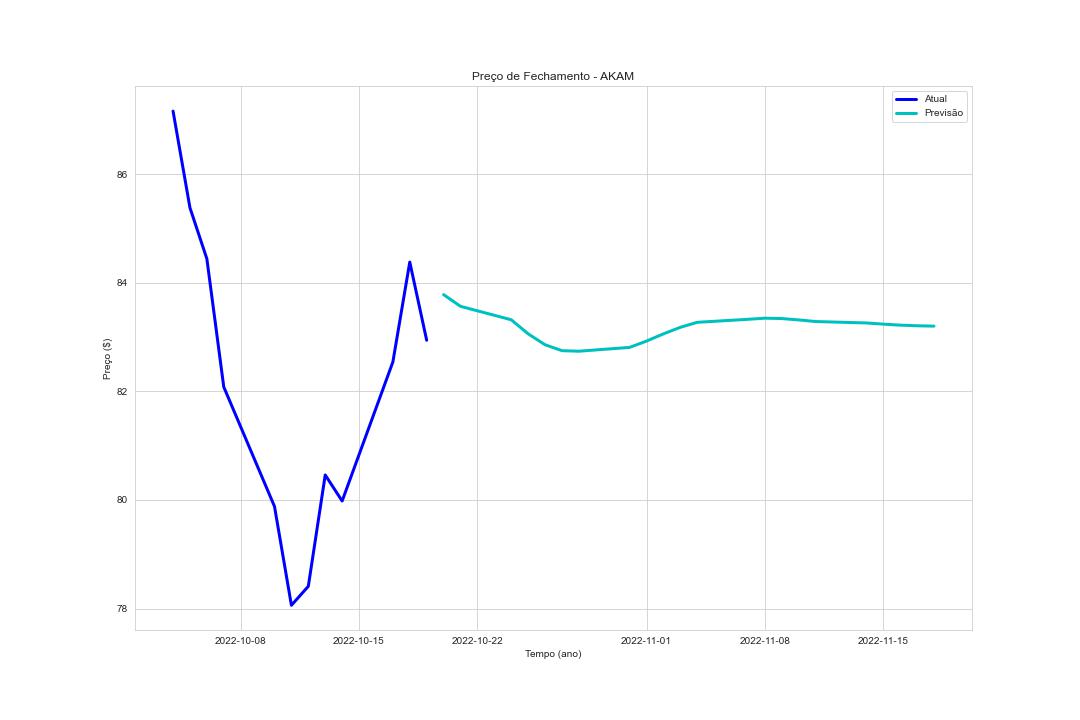 Preço de Fechamento - AKAM
Atual
Previsão
Preço ($)
86
84
82
80
78
2022-10-08
2022-10-15
2022-10-22
2022-11-01
2022-11-08
2022-11-15
Tempo (ano)